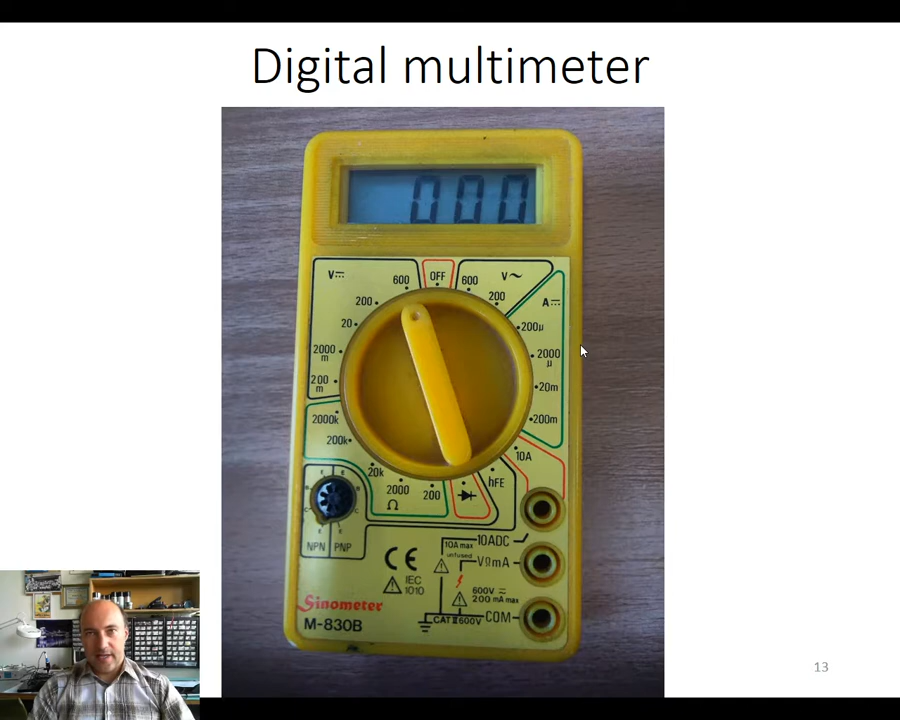 Digital multimeter
000
V⎓
600
OFF
600
V~
200
200
A⎓
20
200µ
2000
m
2000
µ
200
m
20m
2000k
200m
200k
10A
20k
hFE
2000
200
Ω
E
E
B
B
C
C
E
E
NPN
PNP
10ADC
10A max
unfused
VΩmA
CE
IEC
1010
600V ⎓
200 mA max
Sinometer
COM
CAT II 600V
M-830B
13